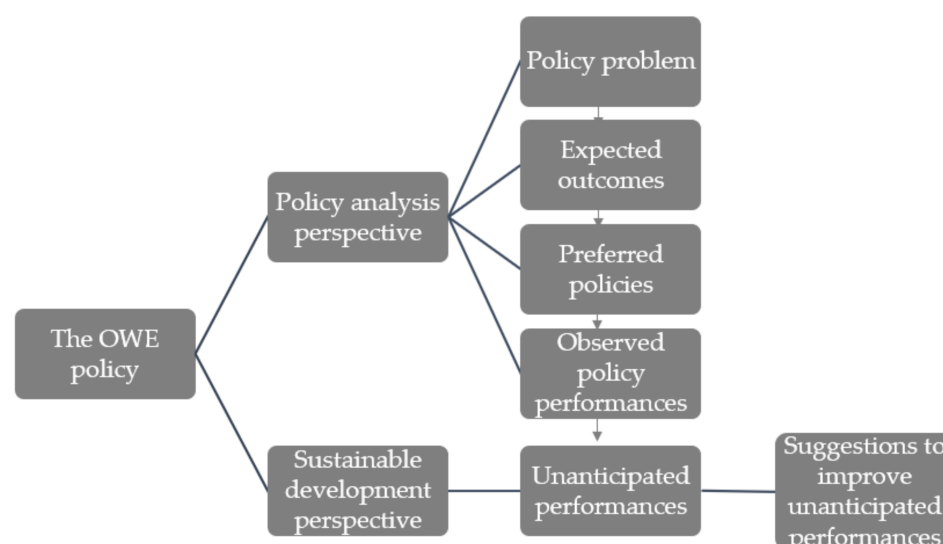 Policy problem
Expected
outcomes
Policy analysis
perspective
Preferred
policies
The OWE
policy
Observed
policy
performances
Sustainable
development
perspective
Unanticipated
performances
Suggestions to
improve
unanticipated
performances